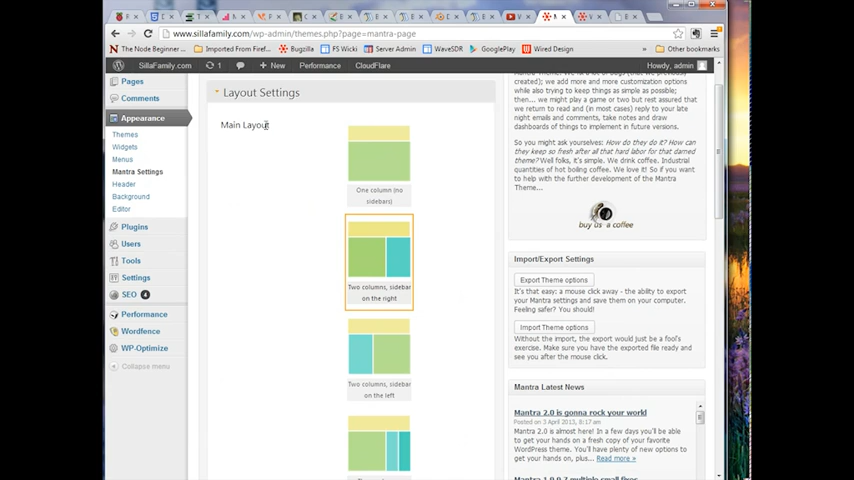 www.sillafamily.com/wp-admin/themes.php?page=mantra-page
The Node Beginner
Imported From Firef
Bugzilla
FS Wicki
Server Admin
WaveSDR
GooglePlay
Wired Design
»
Other bookmarks
SillaFamily.com
1
+ New
Performance
CloudFlare
Howdy, admin
Pages
Comments
Appearance
Themes
Widgets
Menus
Mantra Settings
Header
Background
Editor
Plugins
Users
Tools
Settings
SEO 4
Performance
Wordfence
WP-Optimize
Collapse menu
Layout Settings
Main Layout
One column (no
sidebars)
Two columns, sidebar
on the right
Two columns, sidebar
on the left
created); we add more and more customizations
options while
also trying to keep things as simple as possible;
then... we might play a game or two but rest assured that
we return to read and (in most cases) reply to your
late night emails and comments, take notes and draw
dashboards of things to implement in future versions.
So you might ask yourselves: How do they do it? How can
they keep so fresh after all that hard labor for that darned
theme? Well folks, it's simple. We drink coffee. Industrial
quantities of hot boiling coffee. We love it! So if you want
to help with the further development of the Mantra
Theme...
buy us a coffee
Import/Export Settings
Export Theme options
It's that easy: a mouse click away - the ability to export
your Mantra settings and save them on your computer.
Feeling safer? You should!
Import Theme options
Without the import, the export would just be a fool's
exercise. Make sure you have the exported file ready and
see you after the mouse click.
Mantra Latest News
Mantra 2.0 is gonna rock your world
Posted on 3 April 2013, 8:17 am
Mantra 2.0 is almost here! In a few days you'll be able
to get your hands on a fresh copy of your favorite
WordPress theme. You'll have plenty of new options to
get your hands on, plus... Read more »